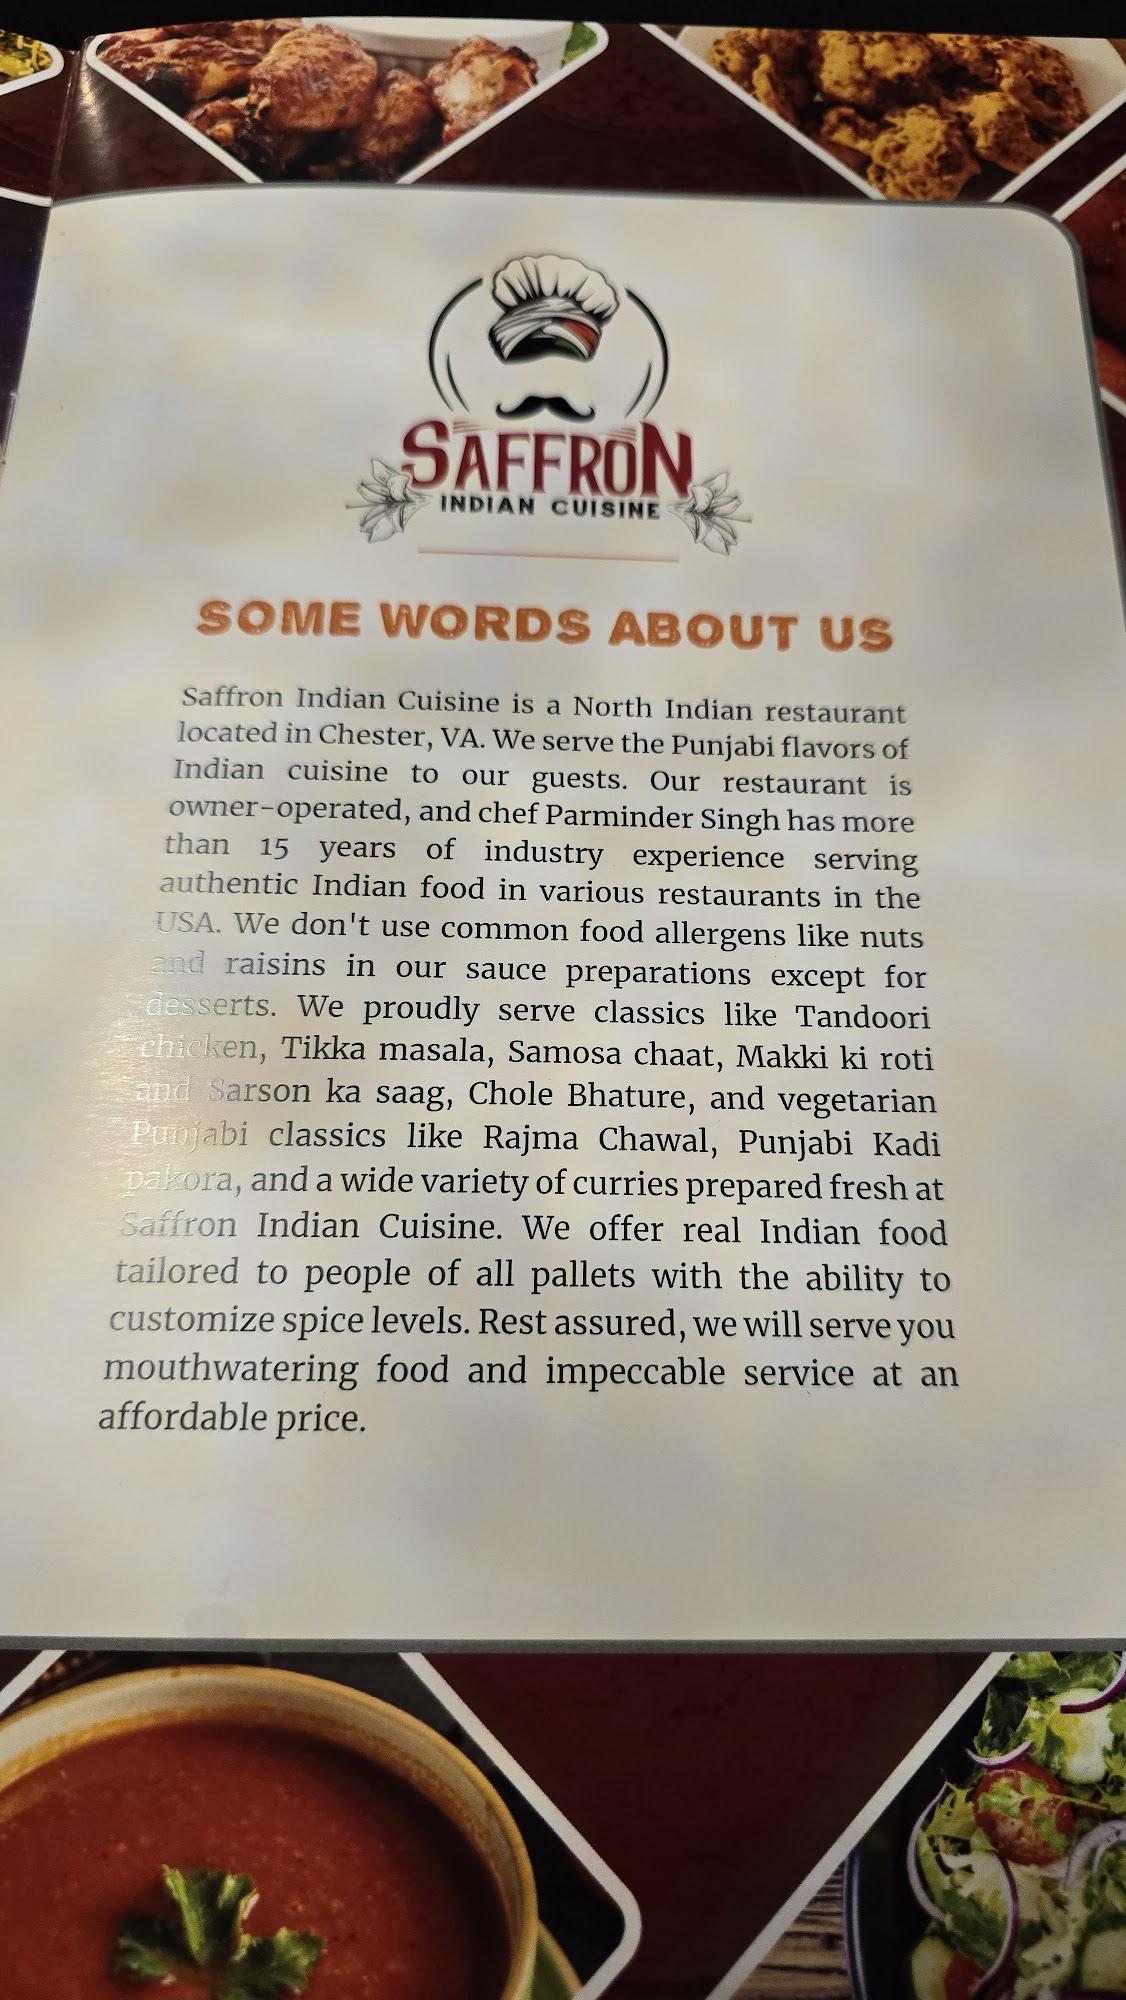 SAFFRON
INDIAN CUISINE
SOME WORDS ABOUT US
Saffron Indian Cuisine is a North Indian restaurant
located in Chester, VA. We serve the Punjabi flavors of
Indian cuisine to our guests. Our restaurant is
owner-operated, and chef Parminder Singh has more
than 15 years of industry experience serving
authentic Indian food in various restaurants in the
USA. We don't use common food allergens like nuts
and raisins in our sauce preparations except for
desserts. We proudly serve classics like Tandoori
chicken, Tikka masala, Samosa chaat, Makki ki roti
and Sarson ka saag, Chole Bhature, and vegetarian
Punjabi classics like Rajma Chawal, Punjabi Kadi
pakora, and a wide variety of curries prepared fresh at
Saffron Indian Cuisine. We offer real Indian food
tailored to people of all pallets with the ability to
customize spice levels. Rest assured, we will serve you
mouthwatering food and impeccable service at an
affordable price.